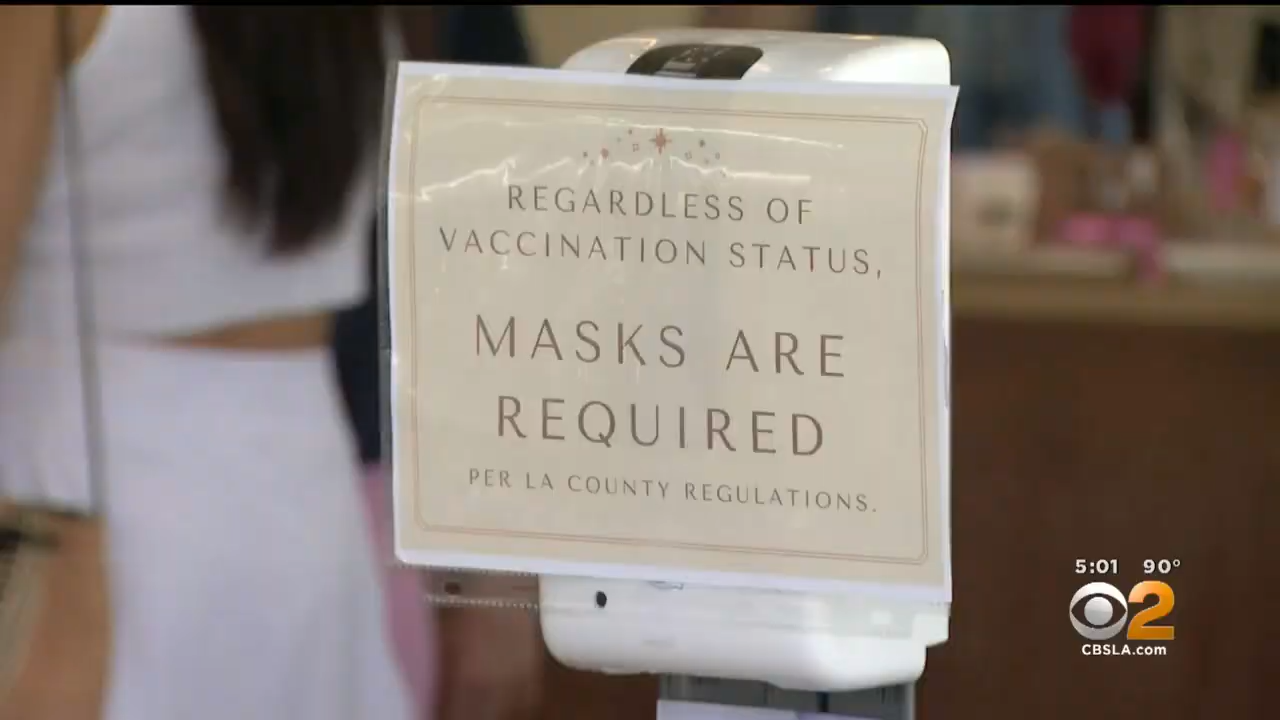 REGARDLESS OF
VACCINATION STATUS,
MASKS ARE
REQUIRED
PER LA COUNTY REGULATIONS.
5:01 90°
2
CBSLA.com